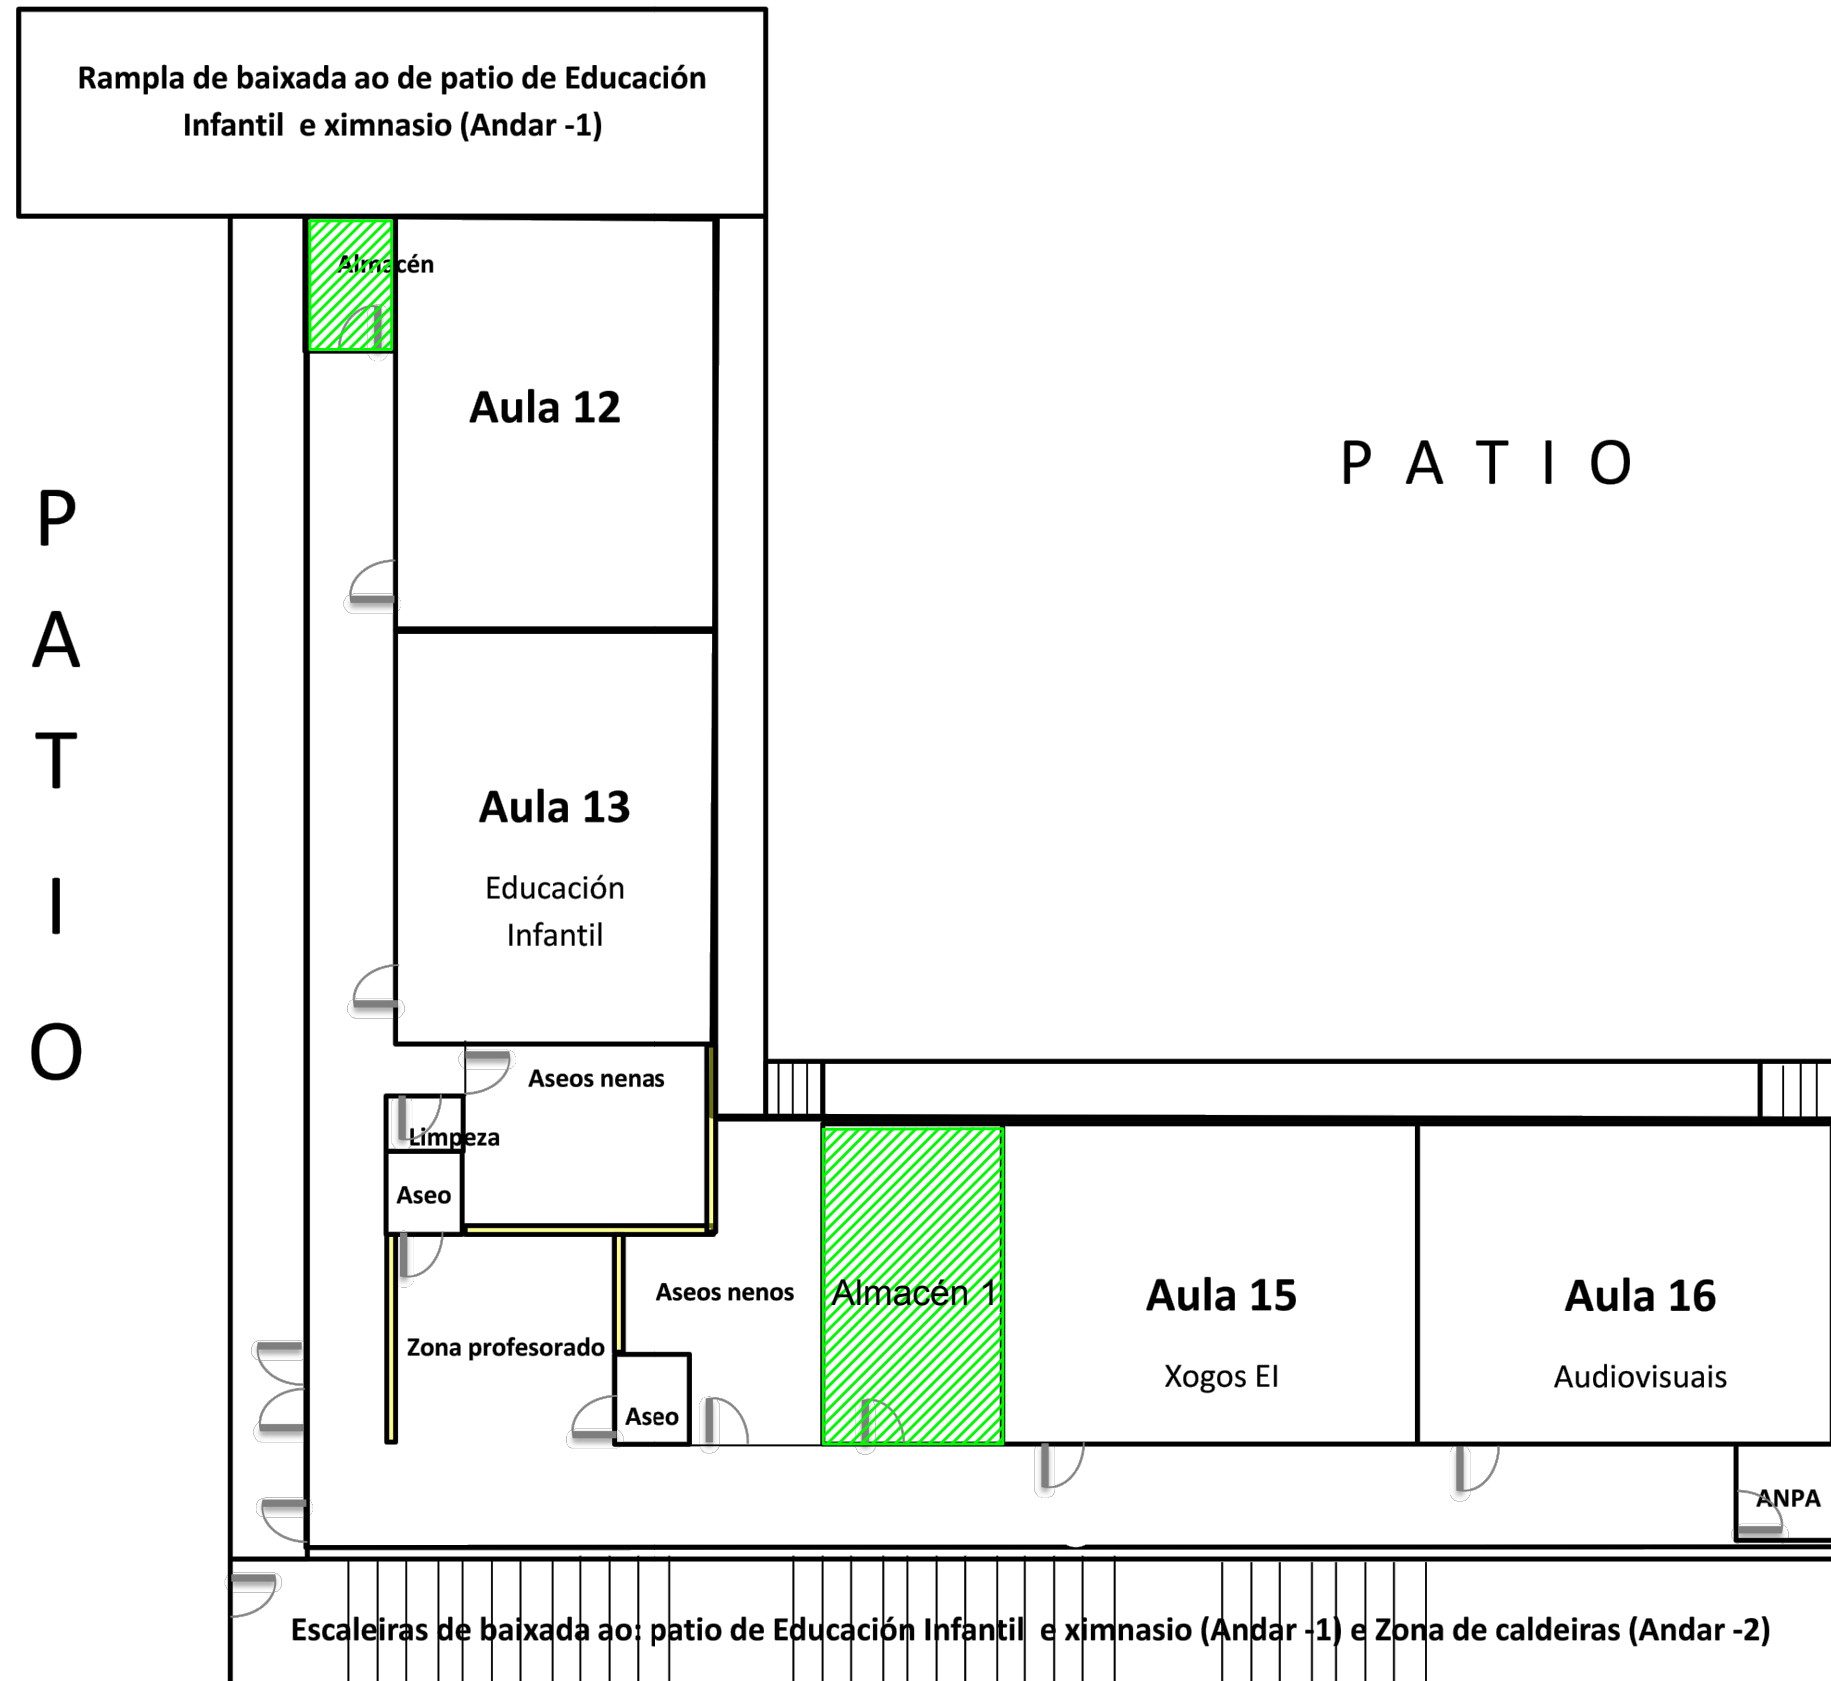 Rampla de baixada ao de patio de Educación
Infantil e ximnasio (Andar -1)
Almacén
Aula 12
P A T I O
P
A
T
I
O
Aula 13
Educación
Infantil
Aseos nenas
Limpeza
Aseo
Aseos nenos
Almacén 1
Aula 15
Aula 16
Zona profesorado
Xogos EI
Audiovisuais
Aseo
ANPA
Escaleiras de baixada ao: patio de Educación Infantil e ximnasio (Andar -1) e Zona de caldeiras (Andar -2)